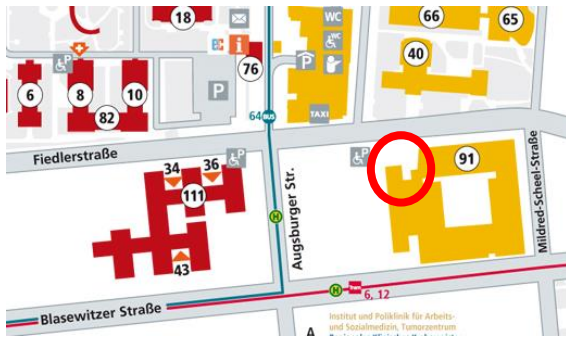 18
WC
66
65
i
WC
40
P
P
76
P
6
8
10
82
64 BUS
TAXI
Fiedlerstraße
P
P
34
36
91
111
Augsburger Str.
Mildred-Scheel-Straße
H
43
H
Tram
6, 12
Blasewitzer Straße
Institut und Poliklinik für Arbeits-
und Sozialmedizin, Tumorzentrum
A